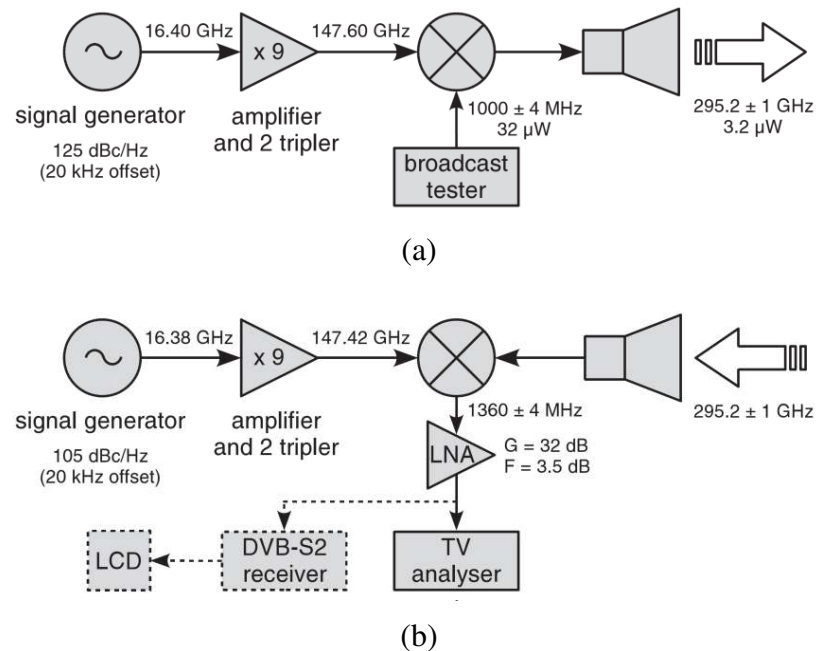 16.40 GHz
147.60 GHz
x 9
signal generator
125 dBc/Hz
(20 kHz offset)
amplifier
and 2 tripler
1000 ± 4 MHz
32 µW
broadcast
tester
295.2 ± 1 GHz
3.2 µW
(a)
16.38 GHz
147.42 GHz
x 9
signal generator
105 dBc/Hz
(20 kHz offset)
amplifier
and 2 tripler
1360 ± 4 MHz
295.2 ± 1 GHz
LNA
G = 32 dB
F = 3.5 dB
LCD
DVB-S2
receiver
TV
analyser
(b)